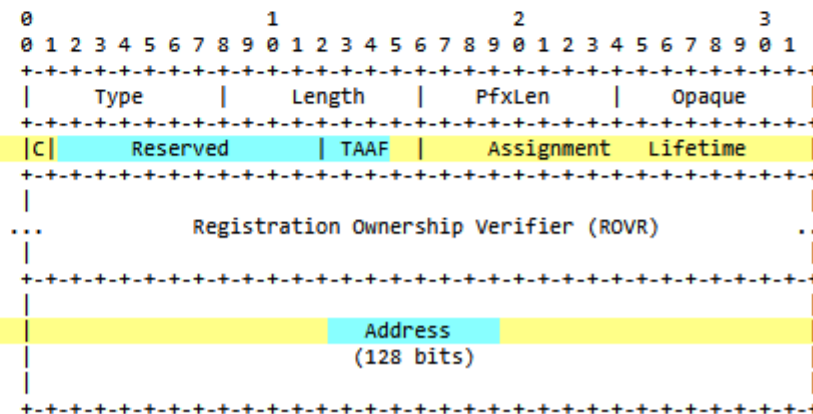 0                   1                   2                   3
0 1 2 3 4 5 6 7 8 9 0 1 2 3 4 5 6 7 8 9 0 1 2 3 4 5 6 7 8 9 0 1
+-+-+-+-+-+-+-+-+-+-+-+-+-+-+-+-+-+-+-+-+-+-+-+-+-+-+-+-+-+-+-+-
|     Type      |     Length    |    PfxLen     |    Opaque     |
+-+-+-+-+-+-+-+-+-+-+-+-+-+-+-+-+-+-+-+-+-+-+-+-+-+-+-+-+-+-+-+-
|C|      Reserved       | TAAF  |     Assignment   Lifetime     |
+-+-+-+-+-+-+-+-+-+-+-+-+-+-+-+-+-+-+-+-+-+-+-+-+-+-+-+-+-+-+-+-
|                                                               |
...            Registration Ownership Verifier (ROVR)           ..
|                                                               |
+-+-+-+-+-+-+-+-+-+-+-+-+-+-+-+-+-+-+-+-+-+-+-+-+-+-+-+-+-+-+-+-
|                                                               |
|                          Address                              |
|                         (128 bits)                            |
|                                                               |
+-+-+-+-+-+-+-+-+-+-+-+-+-+-+-+-+-+-+-+-+-+-+-+-+-+-+-+-+-+-+-+-